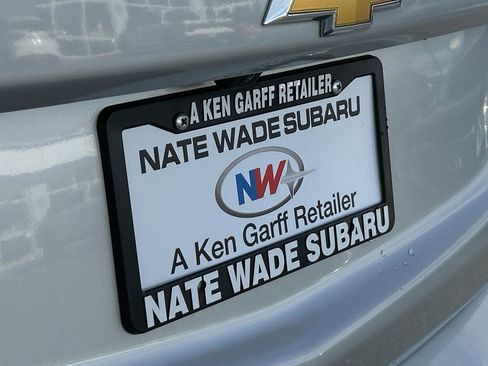 A KEN GARFF RETAILER
NATE WADE SUBARU
NW
A Ken Garff Retailer
NATE WADE SUBARU